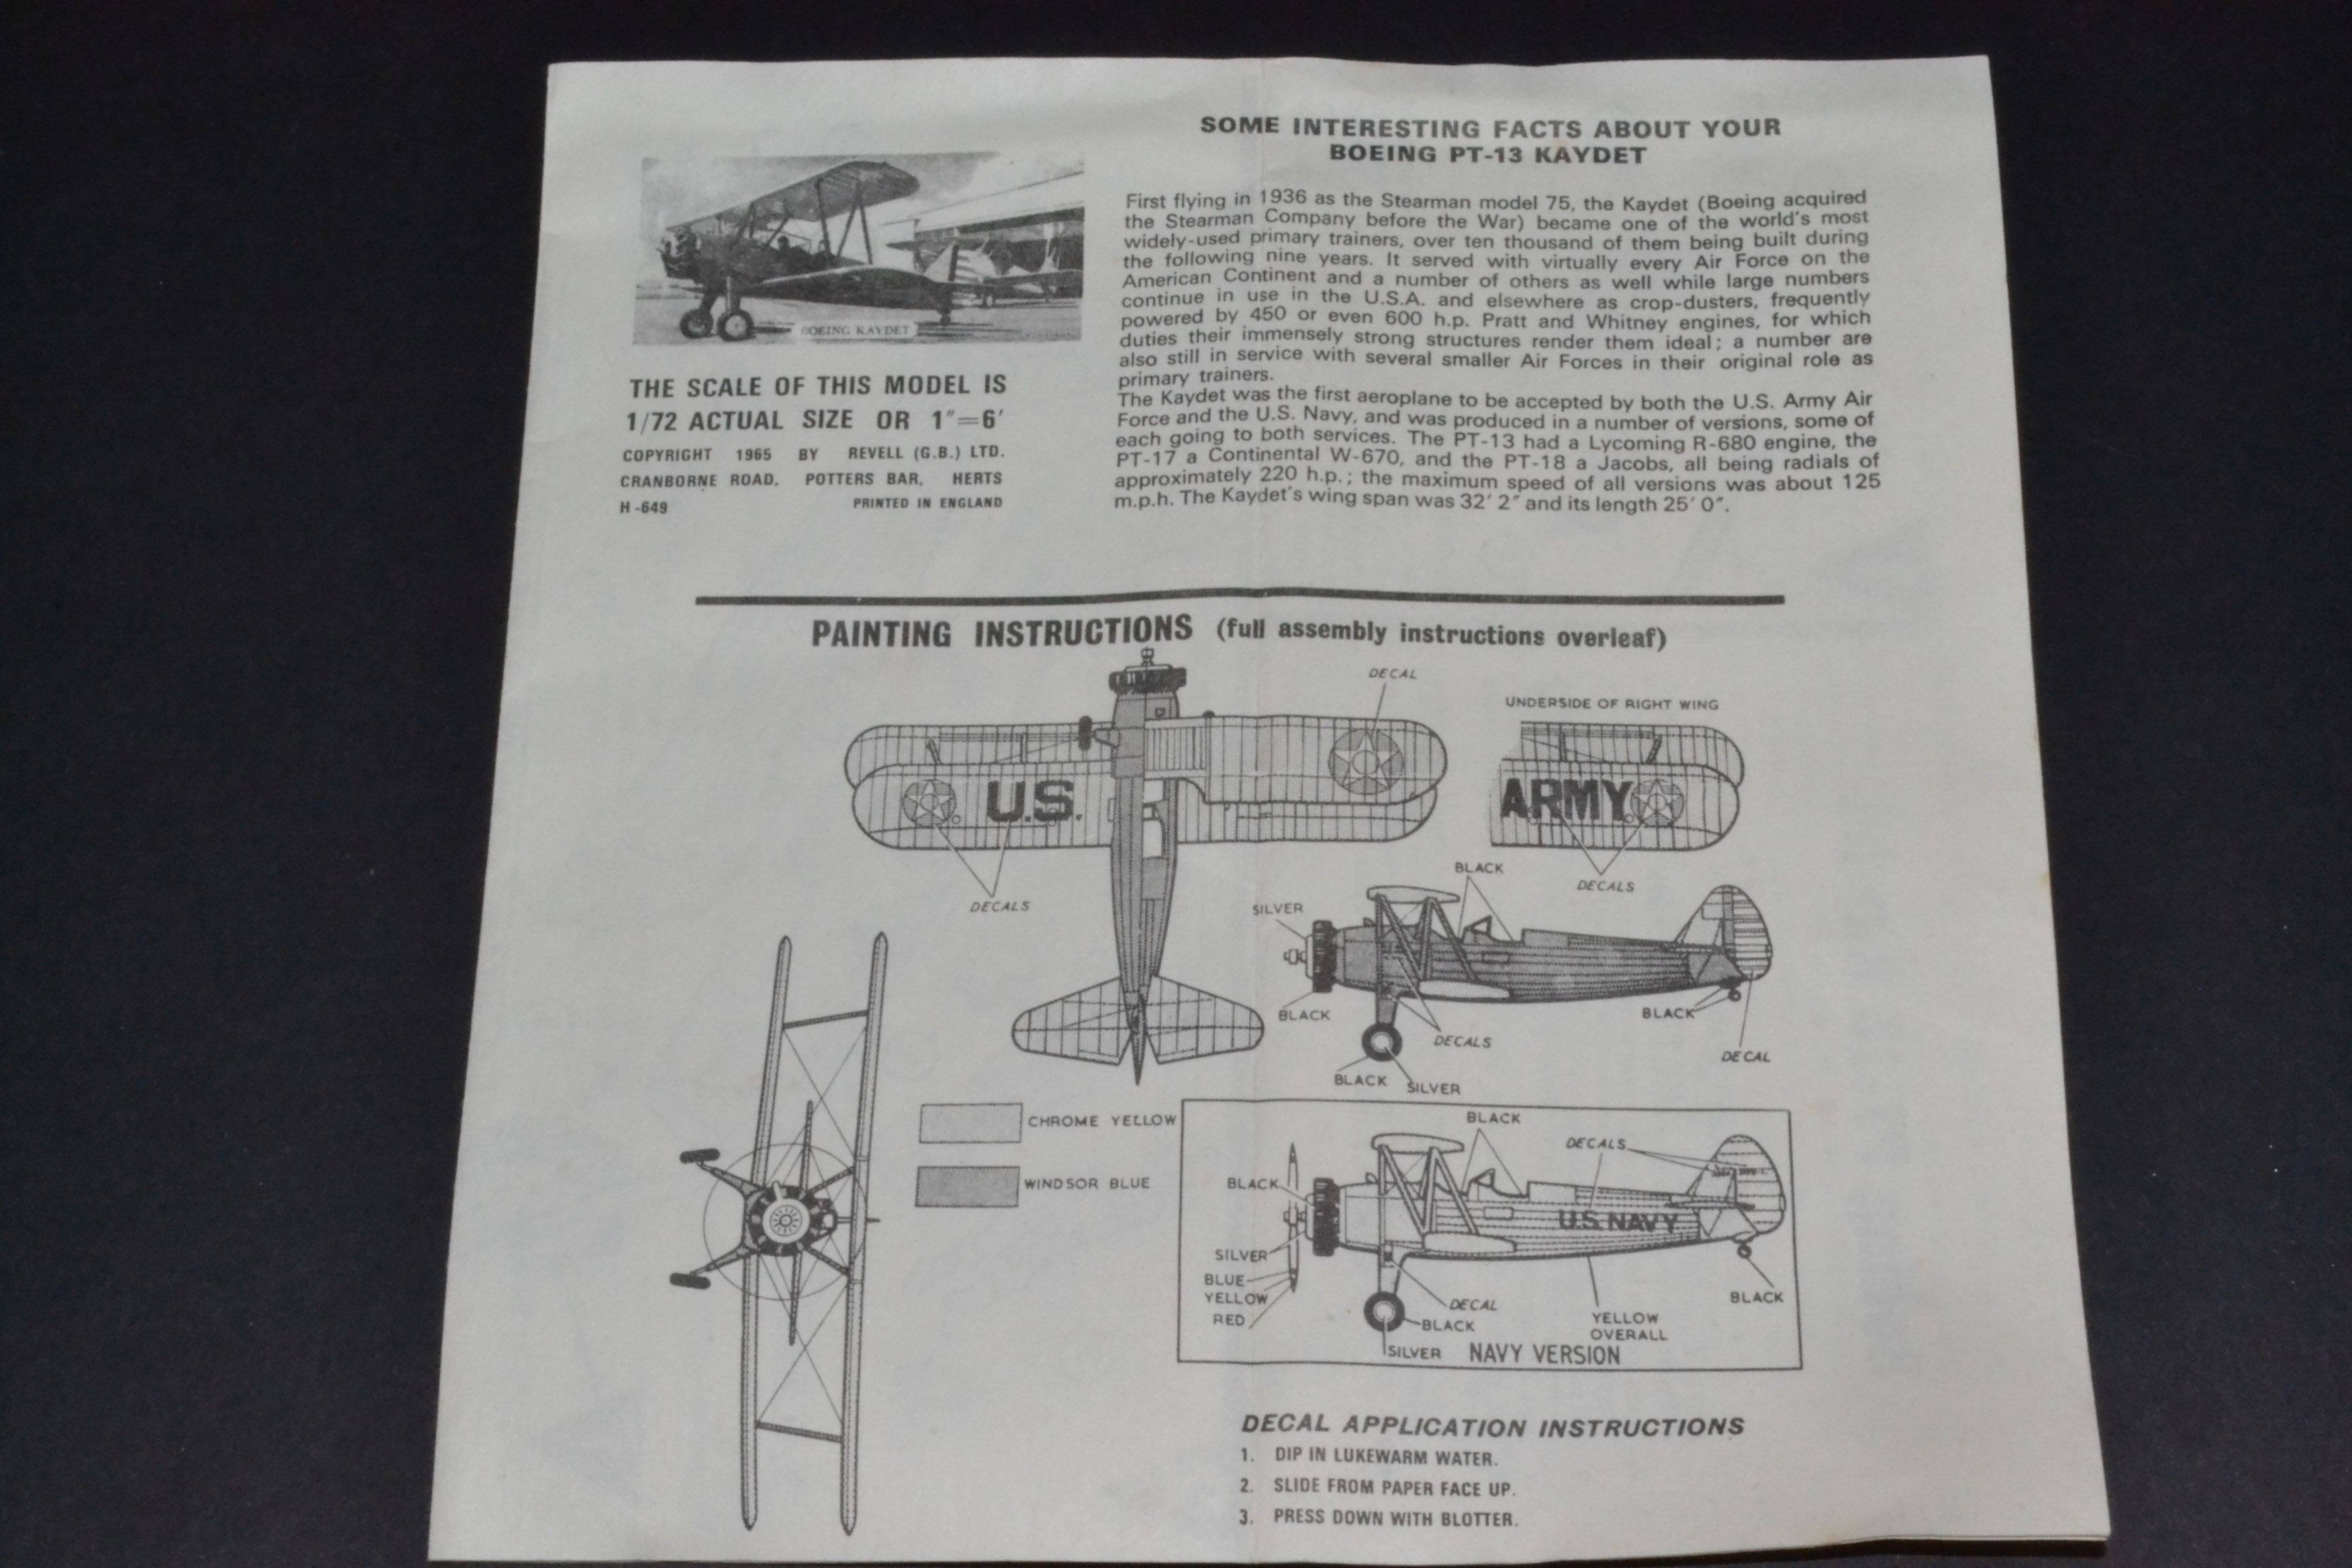 SOME INTERESTING FACTS ABOUT YOUR
BOEING PT-13 KAYDET
First flying in 1936 as the Stearman model 75, the Kaydet (Boeing acquired
the Stearman Company before the War) became one of the world's most
widely-used primary trainers, over ten thousand of them being built during
the following nine years. It served with virtually every Air Force on the
American Continent and a number of others as well while large numbers
continue in use in the U.S.A. and elsewhere as crop-dusters, frequently
powered by 450 or even 600 h.p. Pratt and Whitney engines, for which
duties their immensely strong structures render them ideal; a number are
also still in service with several smaller Air Forces in their original role as
primary trainers.
The Kaydet was the first aeroplane to be accepted by both the U.S. Army Air
Force and the U.S. Navy, and was produced in a number of versions, some of
each going to both services. The PT-13 had a Lycoming R-680 engine, the
PT-17 a Continental W-670, and the PT-18 a Jacobs, all being radials of
approximately 220 h.p.; the maximum speed of all versions was about 125
m.p.h. The Kaydet's wing span was 32' 2" and its length 25' 0".
BOEING KAYDET
THE SCALE OF THIS MODEL IS
1/72 ACTUAL SIZE OR 1"=6'
COPYRIGHT 1965 BY REVELL (G.B.) LTD.
CRANBORNE ROAD, POTTERS BAR, HERTS
H-649 PRINTED IN ENGLAND
PAINTING INSTRUCTIONS (full assembly instructions overleaf)
DECAL
UNDERSIDE OF RIGHT WING
U.S.
ARMY
DECALS
DECALS
BLACK
SILVER
BLACK
DECALS
BLACK
DECAL
BLACK
SILVER
CHROME YELLOW
WINDSOR BLUE
BLACK
DECALS
BLACK
U.S. NAVY
SILVER
BLUE
YELLOW
RED
DECAL
BLACK
SILVER
YELLOW
OVERALL
BLACK
NAVY VERSION
DECAL APPLICATION INSTRUCTIONS
1. DIP IN LUKEWARM WATER.
2. SLIDE FROM PAPER FACE UP.
3. PRESS DOWN WITH BLOTTER.